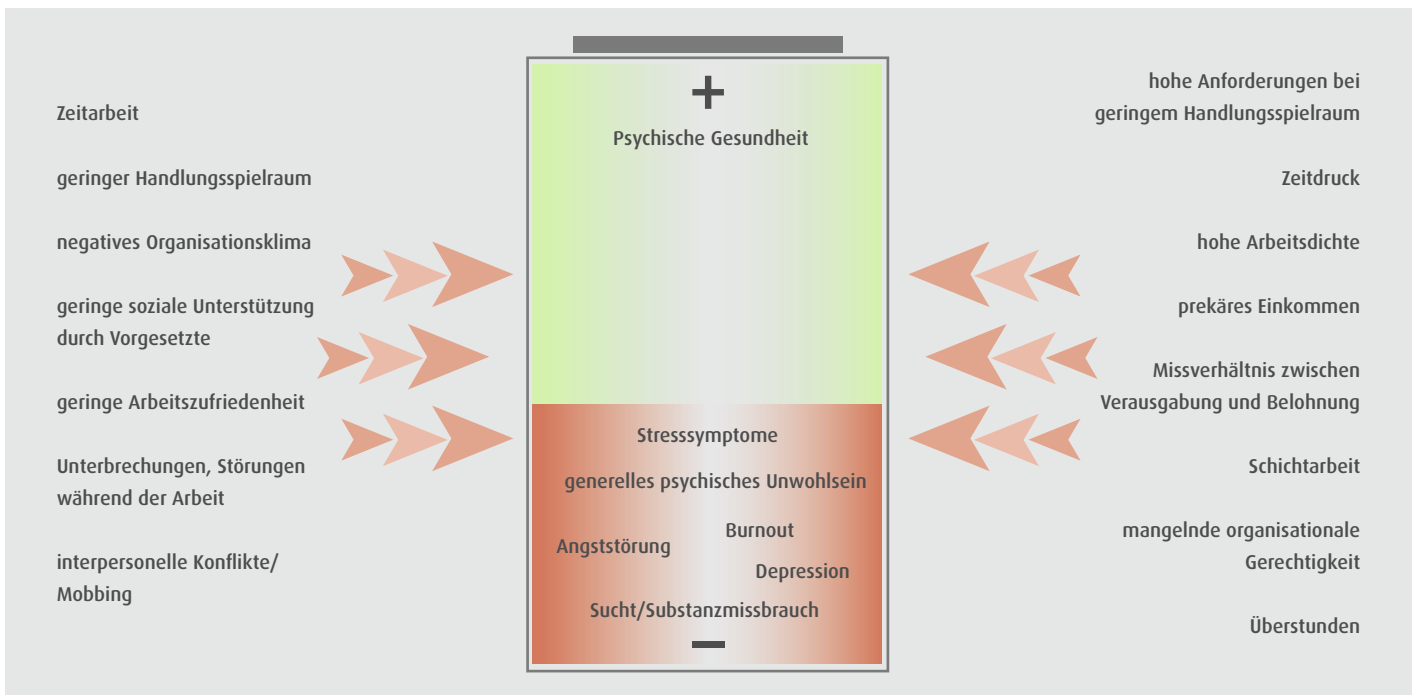 Zeitarbeit
geringer Handlungsspielraum
negatives Organisationsklima
geringe soziale Unterstützung
durch Vorgesetzte
geringe Arbeitszufriedenheit
Unterbrechungen, Störungen
während der Arbeit
interpersonelle Konflikte/
Mobbing
+
Psychische Gesundheit
Stresssymptome
generelles psychisches Unwohlsein
Burnout
Angststörung
Depression
Sucht/Substanzmissbrauch
–
hohe Anforderungen bei
geringem Handlungsspielraum
Zeitdruck
hohe Arbeitsdichte
prekäres Einkommen
Missverhältnis zwischen
Verausgabung und Belohnung
Schichtarbeit
mangelnde organisationale
Gerechtigkeit
Überstunden